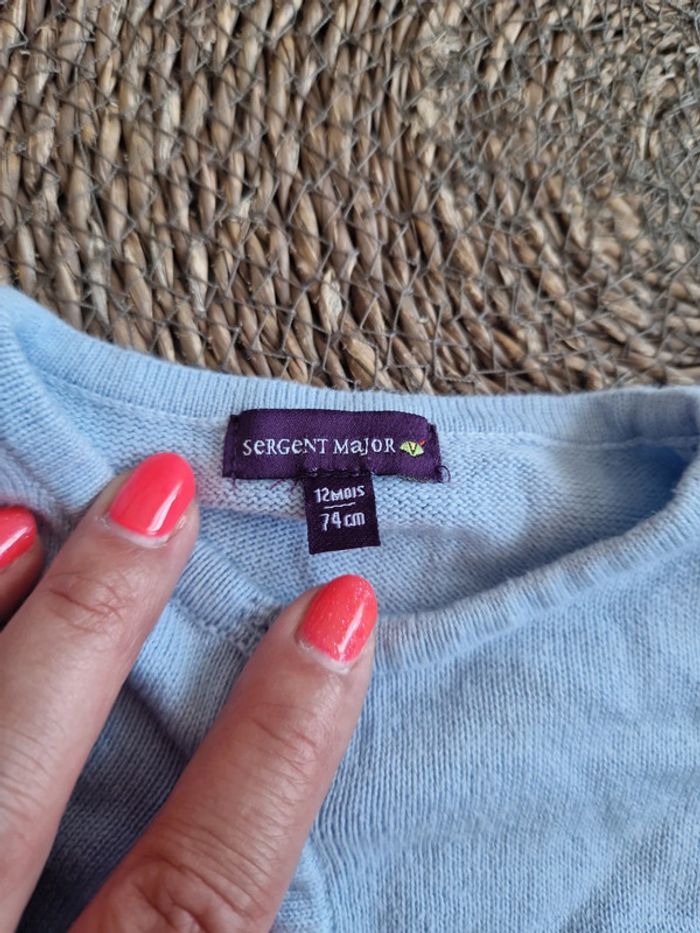 SeRGeNT MaJOR
12MOIS
74cm